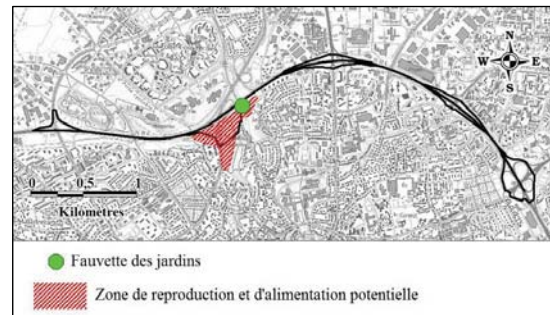 N
W E
S
0 0,5 1
Kilomètres
Fauvette des jardins
Zone de reproduction et d'alimentation potentielle